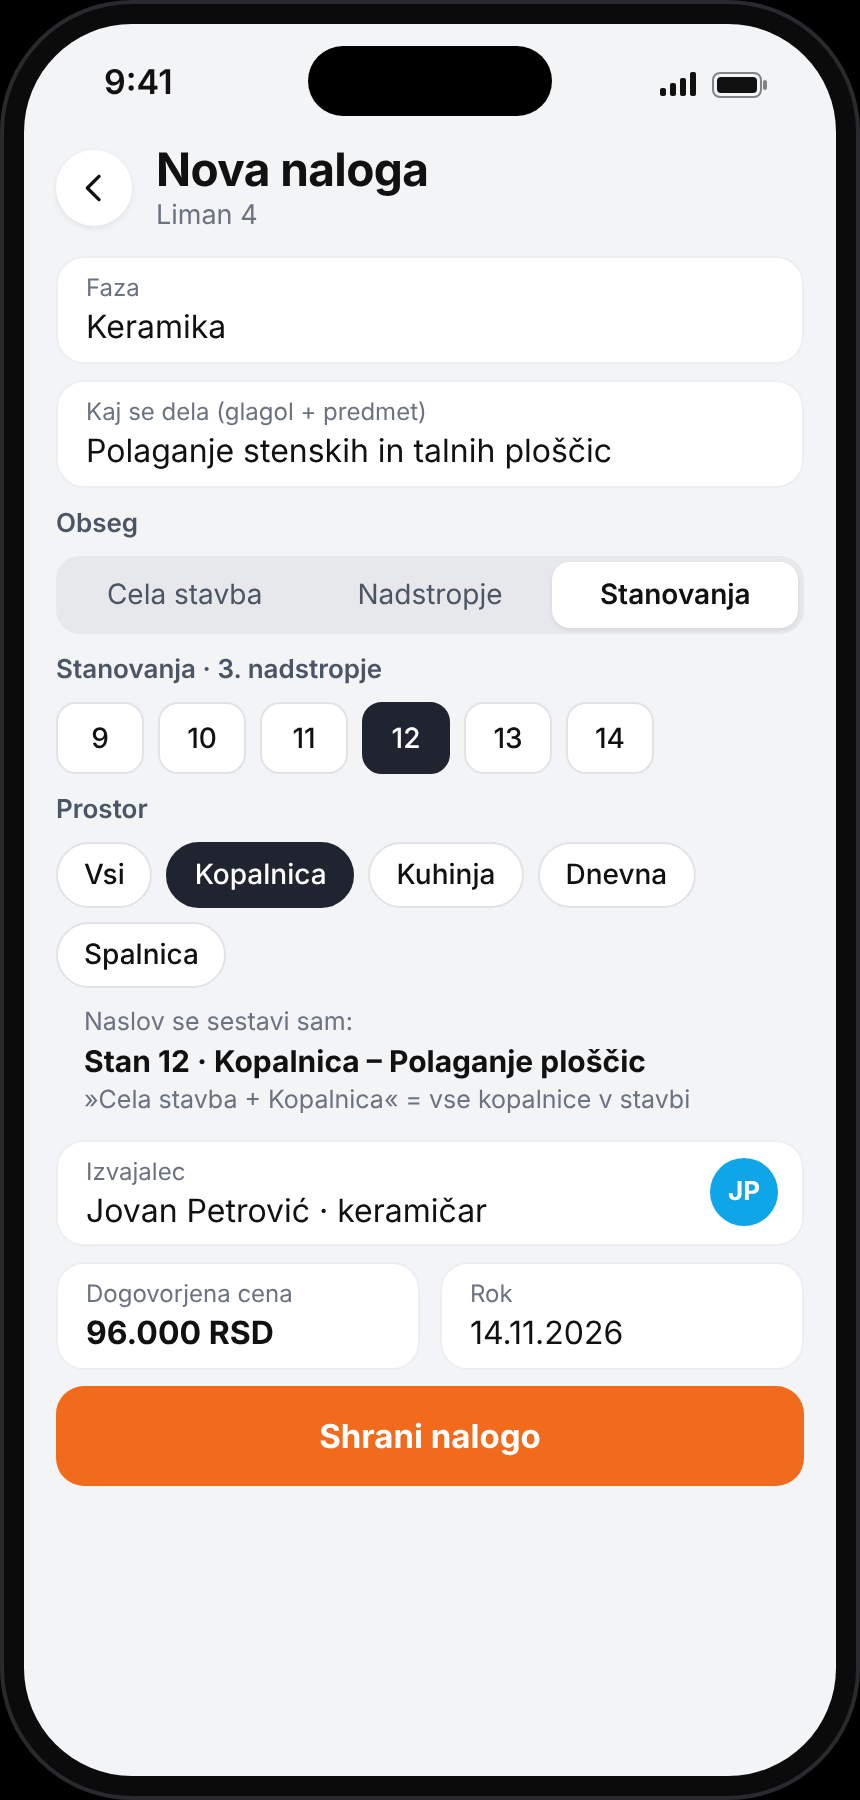 9:41
Nova naloga
Liman 4
Faza
Keramika
Kaj se dela (glagol + predmet)
Polaganje stenskih in talnih ploščic
Obseg
Cela stavba Nadstropje Stanovanja
Stanovanja · 3. nadstropje
9 10 11 12 13 14
Prostor
Vsi Kopalnica Kuhinja Dnevna
Spalnica
Naslov se sestavi sam:
Stan 12 · Kopalnica – Polaganje ploščic
»Cela stavba + Kopalnica« = vse kopalnice v stavbi
Izvajalec
Jovan Petrović · keramičar
JP
Dogovorjena cena
96.000 RSD
Rok
14.11.2026
Shrani nalogo